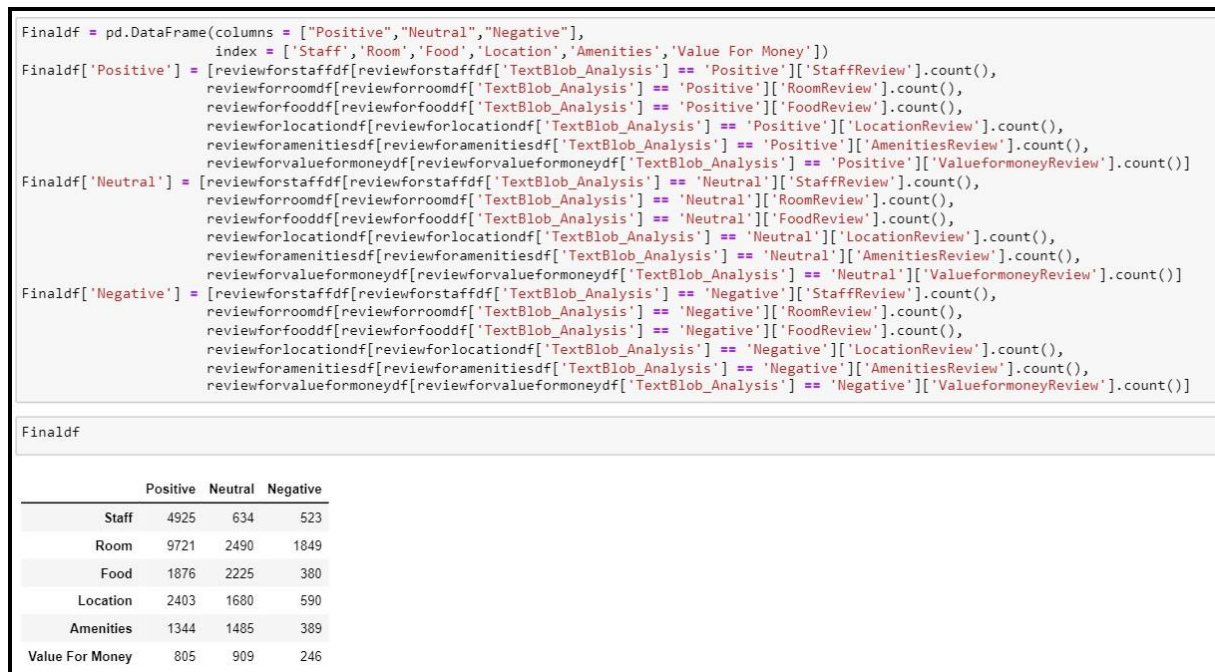 Finaldf = pd.DataFrame(columns = ["Positive","Neutral","Negative"],
index = ['Staff','Room','Food','Location','Amenities','Value For Money'])
Finaldf['Positive'] = [reviewforstaffdf[reviewforstaffdf['TextBlob_Analysis'] == 'Positive']['StaffReview'].count(),
reviewforroomdf[reviewforroomdf['TextBlob_Analysis'] == 'Positive']['RoomReview'].count(),
reviewforfooddf[reviewforfooddf['TextBlob_Analysis'] == 'Positive']['FoodReview'].count(),
reviewforlocationdf[reviewforlocationdf['TextBlob_Analysis'] == 'Positive']['LocationReview'].count(),
reviewforamenitiesdf[reviewforamenitiesdf['TextBlob_Analysis'] == 'Positive']['AmenitiesReview'].count(),
reviewforvalueformoneydf[reviewforvalueformoneydf['TextBlob_Analysis'] == 'Positive']['ValueformoneyReview'].count()]
Finaldf['Neutral'] = [reviewforstaffdf[reviewforstaffdf['TextBlob_Analysis'] == 'Neutral']['StaffReview'].count(),
reviewforroomdf[reviewforroomdf['TextBlob_Analysis'] == 'Neutral']['RoomReview'].count(),
reviewforfooddf[reviewforfooddf['TextBlob_Analysis'] == 'Neutral']['FoodReview'].count(),
reviewforlocationdf[reviewforlocationdf['TextBlob_Analysis'] == 'Neutral']['LocationReview'].count(),
reviewforamenitiesdf[reviewforamenitiesdf['TextBlob_Analysis'] == 'Neutral']['AmenitiesReview'].count(),
reviewforvalueformoneydf[reviewforvalueformoneydf['TextBlob_Analysis'] == 'Neutral']['ValueformoneyReview'].count()]
Finaldf['Negative'] = [reviewforstaffdf[reviewforstaffdf['TextBlob_Analysis'] == 'Negative']['StaffReview'].count(),
reviewforroomdf[reviewforroomdf['TextBlob_Analysis'] == 'Negative']['RoomReview'].count(),
reviewforfooddf[reviewforfooddf['TextBlob_Analysis'] == 'Negative']['FoodReview'].count(),
reviewforlocationdf[reviewforlocationdf['TextBlob_Analysis'] == 'Negative']['LocationReview'].count(),
reviewforamenitiesdf[reviewforamenitiesdf['TextBlob_Analysis'] == 'Negative']['AmenitiesReview'].count(),
reviewforvalueformoneydf[reviewforvalueformoneydf['TextBlob_Analysis'] == 'Negative']['ValueformoneyReview'].count()]
Finaldf
Positive Neutral Negative
Staff 4925 634 523
Room 9721 2490 1849
Food 1876 2225 380
Location 2403 1680 590
Amenities 1344 1485 389
Value For Money 805 909 246